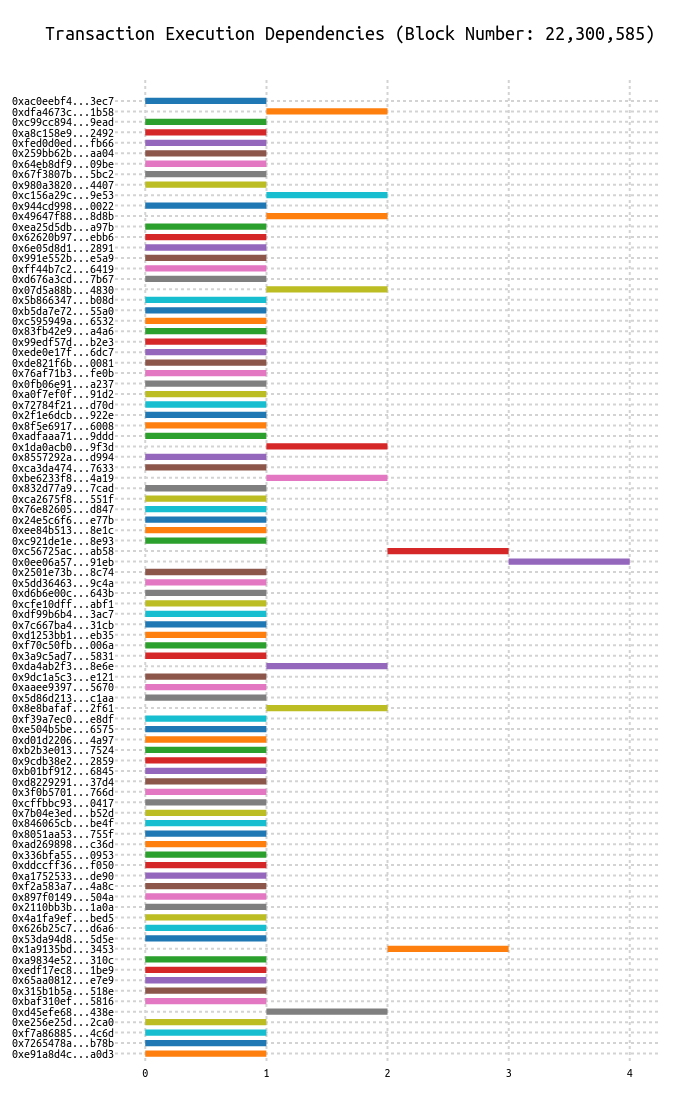 Transaction Execution Dependencies (Block Number: 22,300,585)
0xac0eebf4...3ec7
0xdfa4673c...1b58
0xc99cc894...9ead
0xa8c158e9...2492
0xfed0d0ed...fb66
0x259bb62b...aa04
0x64eb8df9...09be
0x67f3807b...5bc2
0x980a3820...4407
0xc156a29c...9e53
0x944cd998...0022
0x49647f88...8d8b
0xea25d5db...a97b
0x62620b97...ebb6
0x6e05d8d1...2891
0x991e552b...e5a9
0xff44b7c2...6419
0xd676a3cd...7b67
0x07d5a88b...4830
0x5b866347...b08d
0xb5da7e72...55a0
0xc595949a...6532
0x83fb42e9...a4a6
0x99edf57d...b2e3
0xede0e17f...6dc7
0xde821f6b...0081
0x76af71b3...fe0b
0x0fb06e91...a237
0xa0f7ef0f...91d2
0x72784f21...d70d
0x2f1e6dcb...922e
0x8f5e6917...6008
0xadfaaa71...9ddd
0x1da0acb0...9f3d
0x8557292a...d994
0xca3da474...7633
0xbe6233f8...4a19
0x832d77a9...7cad
0xca2675f8...551f
0x76e82605...d847
0x24e5c6f6...e77b
0xee84b513...8e1c
0xc921de1e...8e93
0xc56725ac...ab58
0x0ee06a57...91eb
0x2501e73b...8c74
0x5dd36463...9c4a
0xd6b6e00c...643b
0xcfe10dff...abf1
0xdf99b6b4...3ac7
0x7c667ba4...31cb
0xd1253bb1...eb35
0xf70c50fb...006a
0x3a9c5ad7...5831
0xda4ab2f3...8e6e
0x9dc1a5c3...e121
0xaaee9397...5670
0x5d86d213...c1aa
0x8e8bafaf...2f61
0xf39a7ec0...e8df
0xe504b5be...6575
0xd01d2206...4a97
0xb2b3e013...7524
0x9cdb38e2...2859
0xb01bf912...6845
0xd8229291...37d4
0x3f0b5701...766d
0xcffbbc93...0417
0x7b04e3ed...b52d
0x846065cb...be4f
0x8051aa53...755f
0xad269898...c36d
0x336bfa55...0953
0xddccff36...f050
0xa1752533...de90
0xf2a583a7...4a8c
0x897f0149...504a
0x2110bb3b...1a0a
0x4a1fa9ef...bed5
0x626b25c7...d6a6
0x53da94d8...5d5e
0x1a9135bd...3453
0xa9834e52...310c
0xedf17ec8...1be9
0x65aa0812...e7e9
0x315b1b5a...518e
0xbaf310ef...5816
0xd45efe68...438e
0xe256e25d...2ca0
0xf7a86885...4c6d
0x7265478a...b78b
0xe91a8d4c...a0d3
0 1 2 3 4